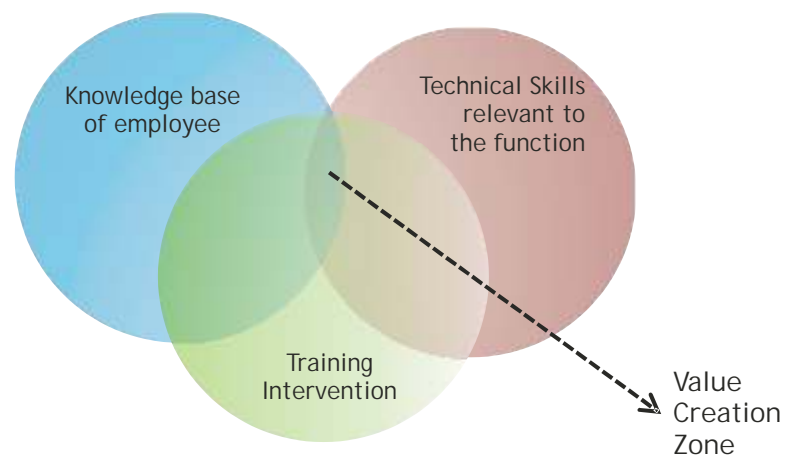 Knowledge base
of employee
Technical Skills
relevant to
the function
Training
Intervention
Value
Creation
Zone